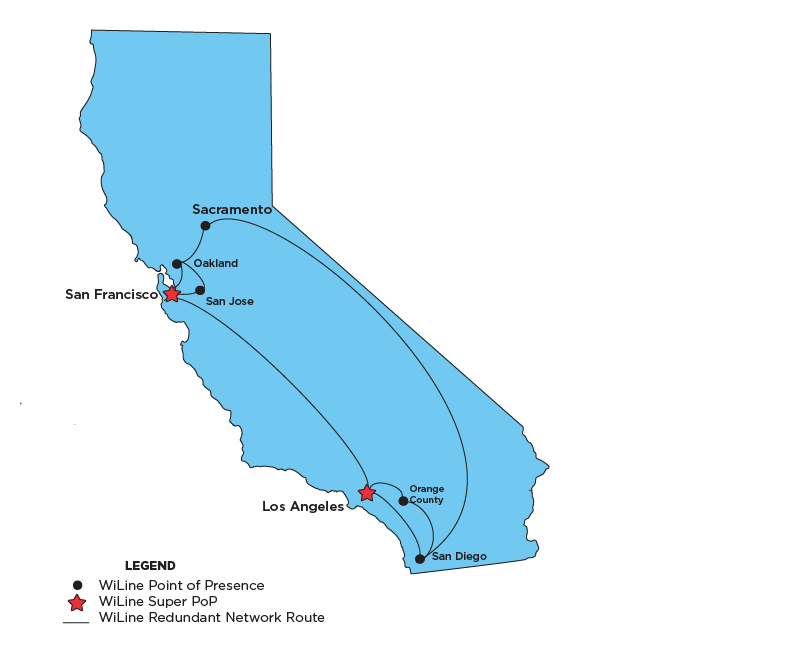 Sacramento
Oakland
San Francisco
San Jose
Orange
County
Los Angeles
San Diego
LEGEND
WiLine Point of Presence
WiLine Super PoP
WiLine Redundant Network Route